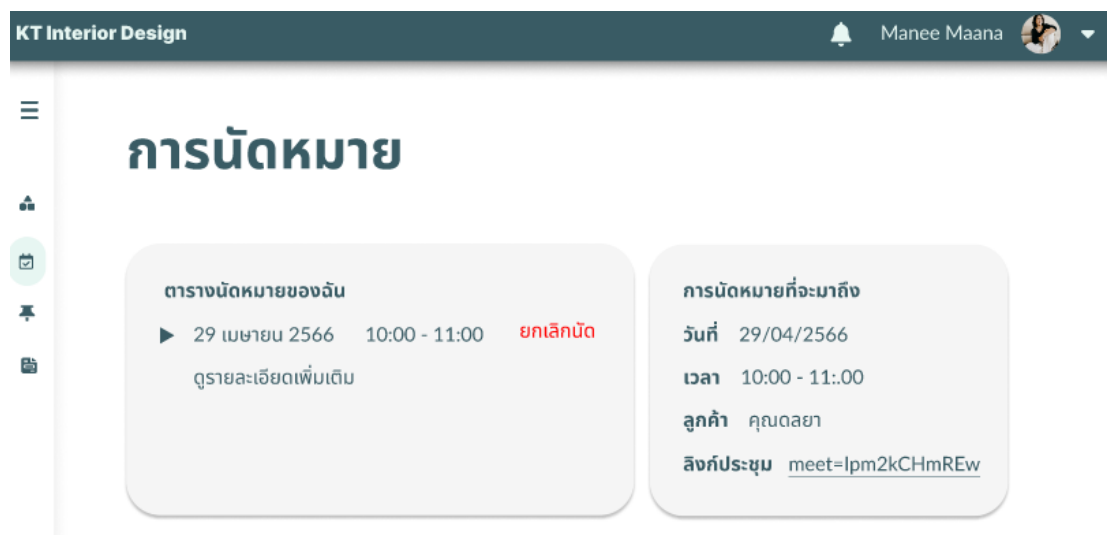 KT Interior Design
Manee Maana
การนัดหมาย
ตารางนัดหมายของฉัน
29 เมษายน 2566 10:00 - 11:00 ยกเลิกนัด
ดูรายละเอียดเพิ่มเติม
การนัดหมายที่จะมาถึง
วันที่ 29/04/2566
เวลา 10:00 - 11:.00
ลูกค้า คุณดลยา
ลิงก์ประชุม meet=lpm2kCHmREw